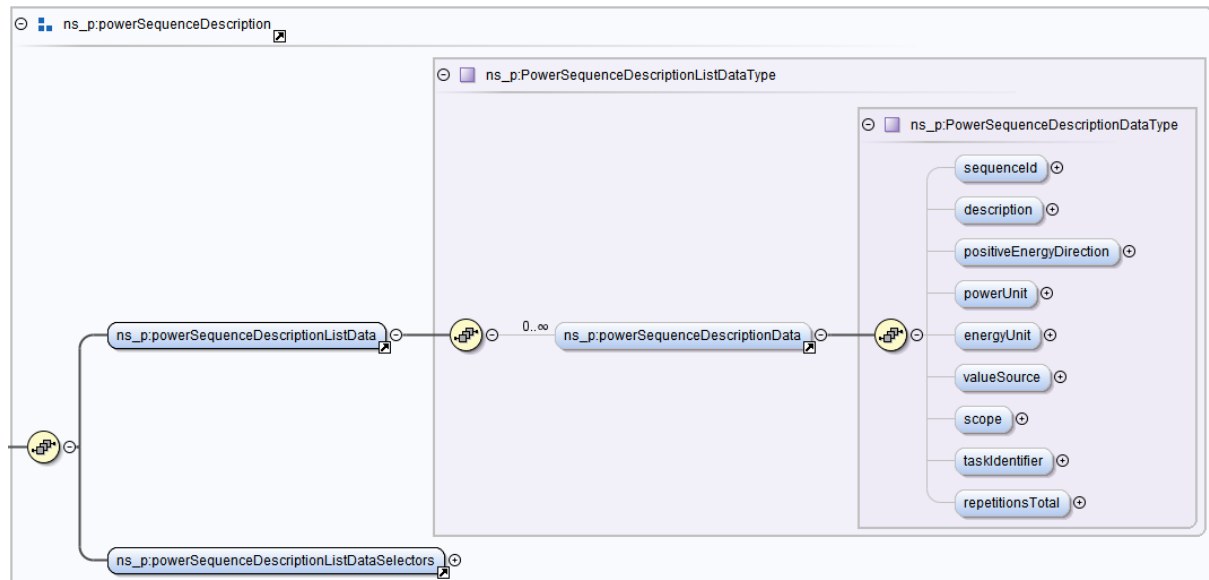 ns_p:powerSequenceDescription
ns_p:PowerSequenceDescriptionListDataType
ns_p:PowerSequenceDescriptionDataType
sequenceId
description
positiveEnergyDirection
powerUnit
ns_p:powerSequenceDescriptionListData
0..∞
ns_p:powerSequenceDescriptionData
energyUnit
valueSource
scope
taskIdentifier
repetitionsTotal
ns_p:powerSequenceDescriptionListDataSelectors